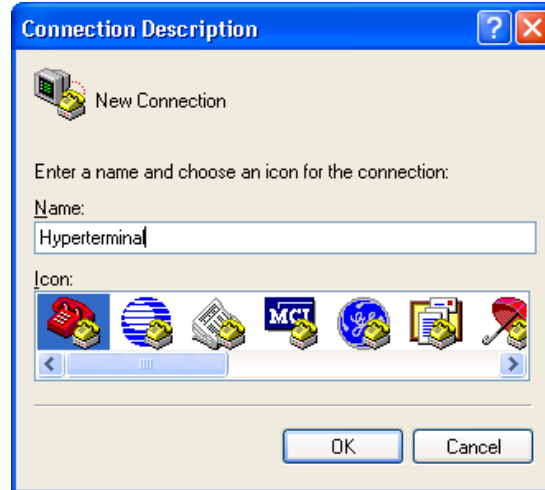 Connection Description
New Connection
Enter a name and choose an icon for the connection:
Name:
Hyperterminal
Icon:
MCI
OK Cancel